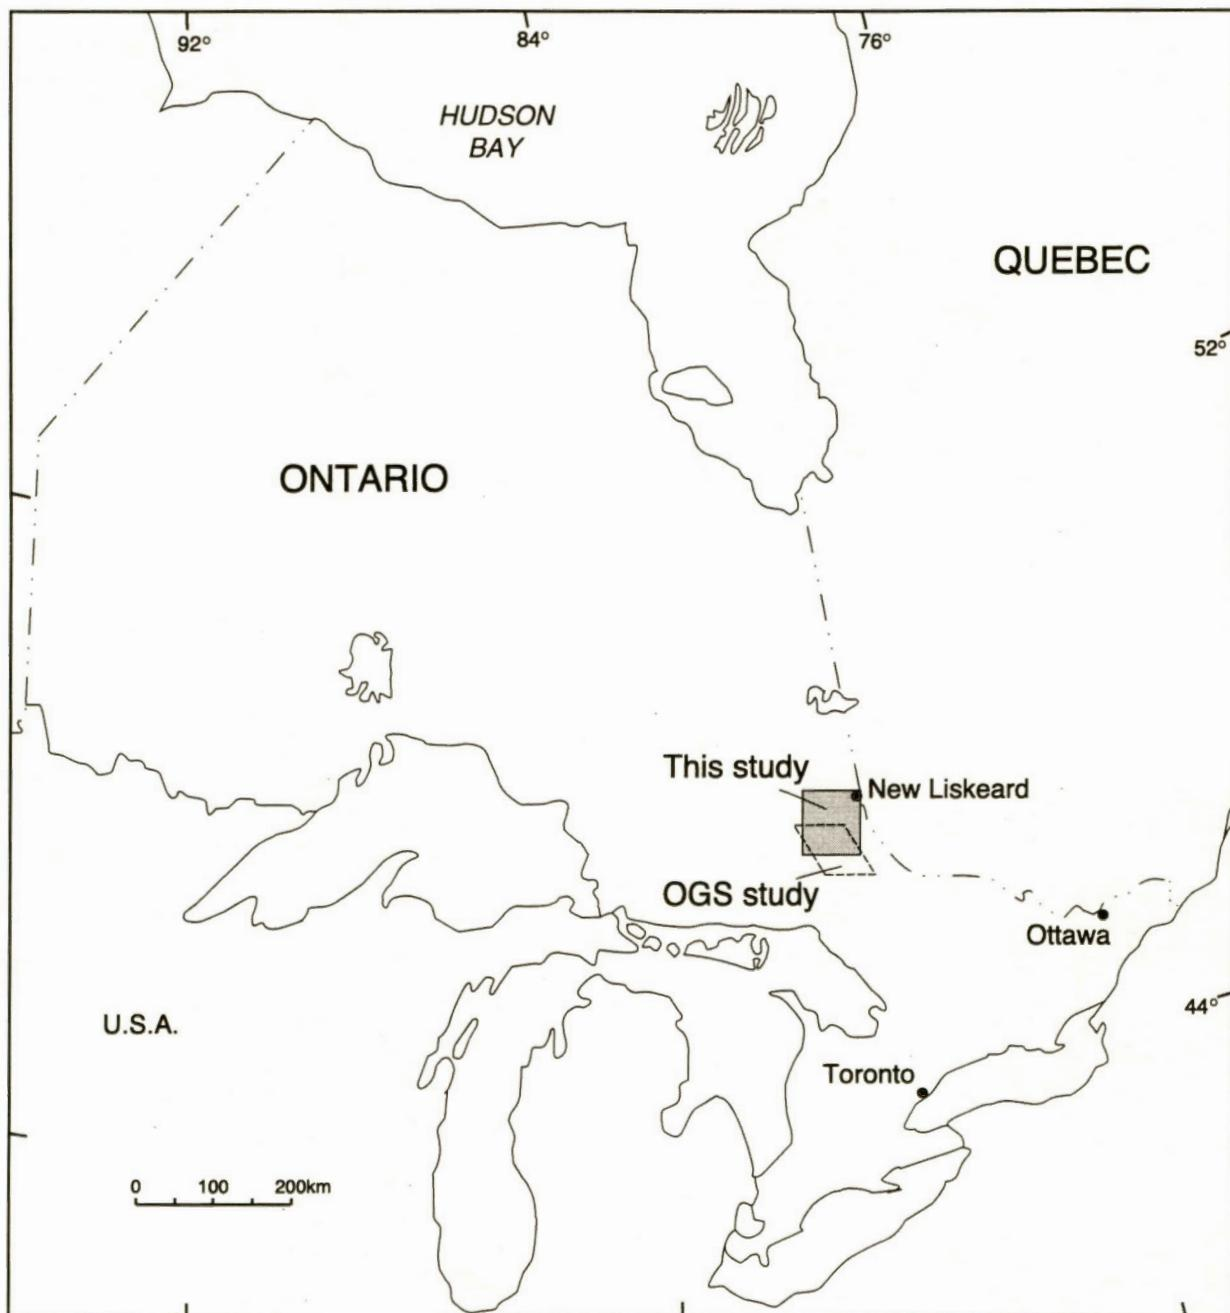 92°
84°
76°
HUDSON
BAY
QUEBEC
52°
ONTARIO
This study
New Liskeard
OGS study
Ottawa
44°
U.S.A.
Toronto
0 100 200km